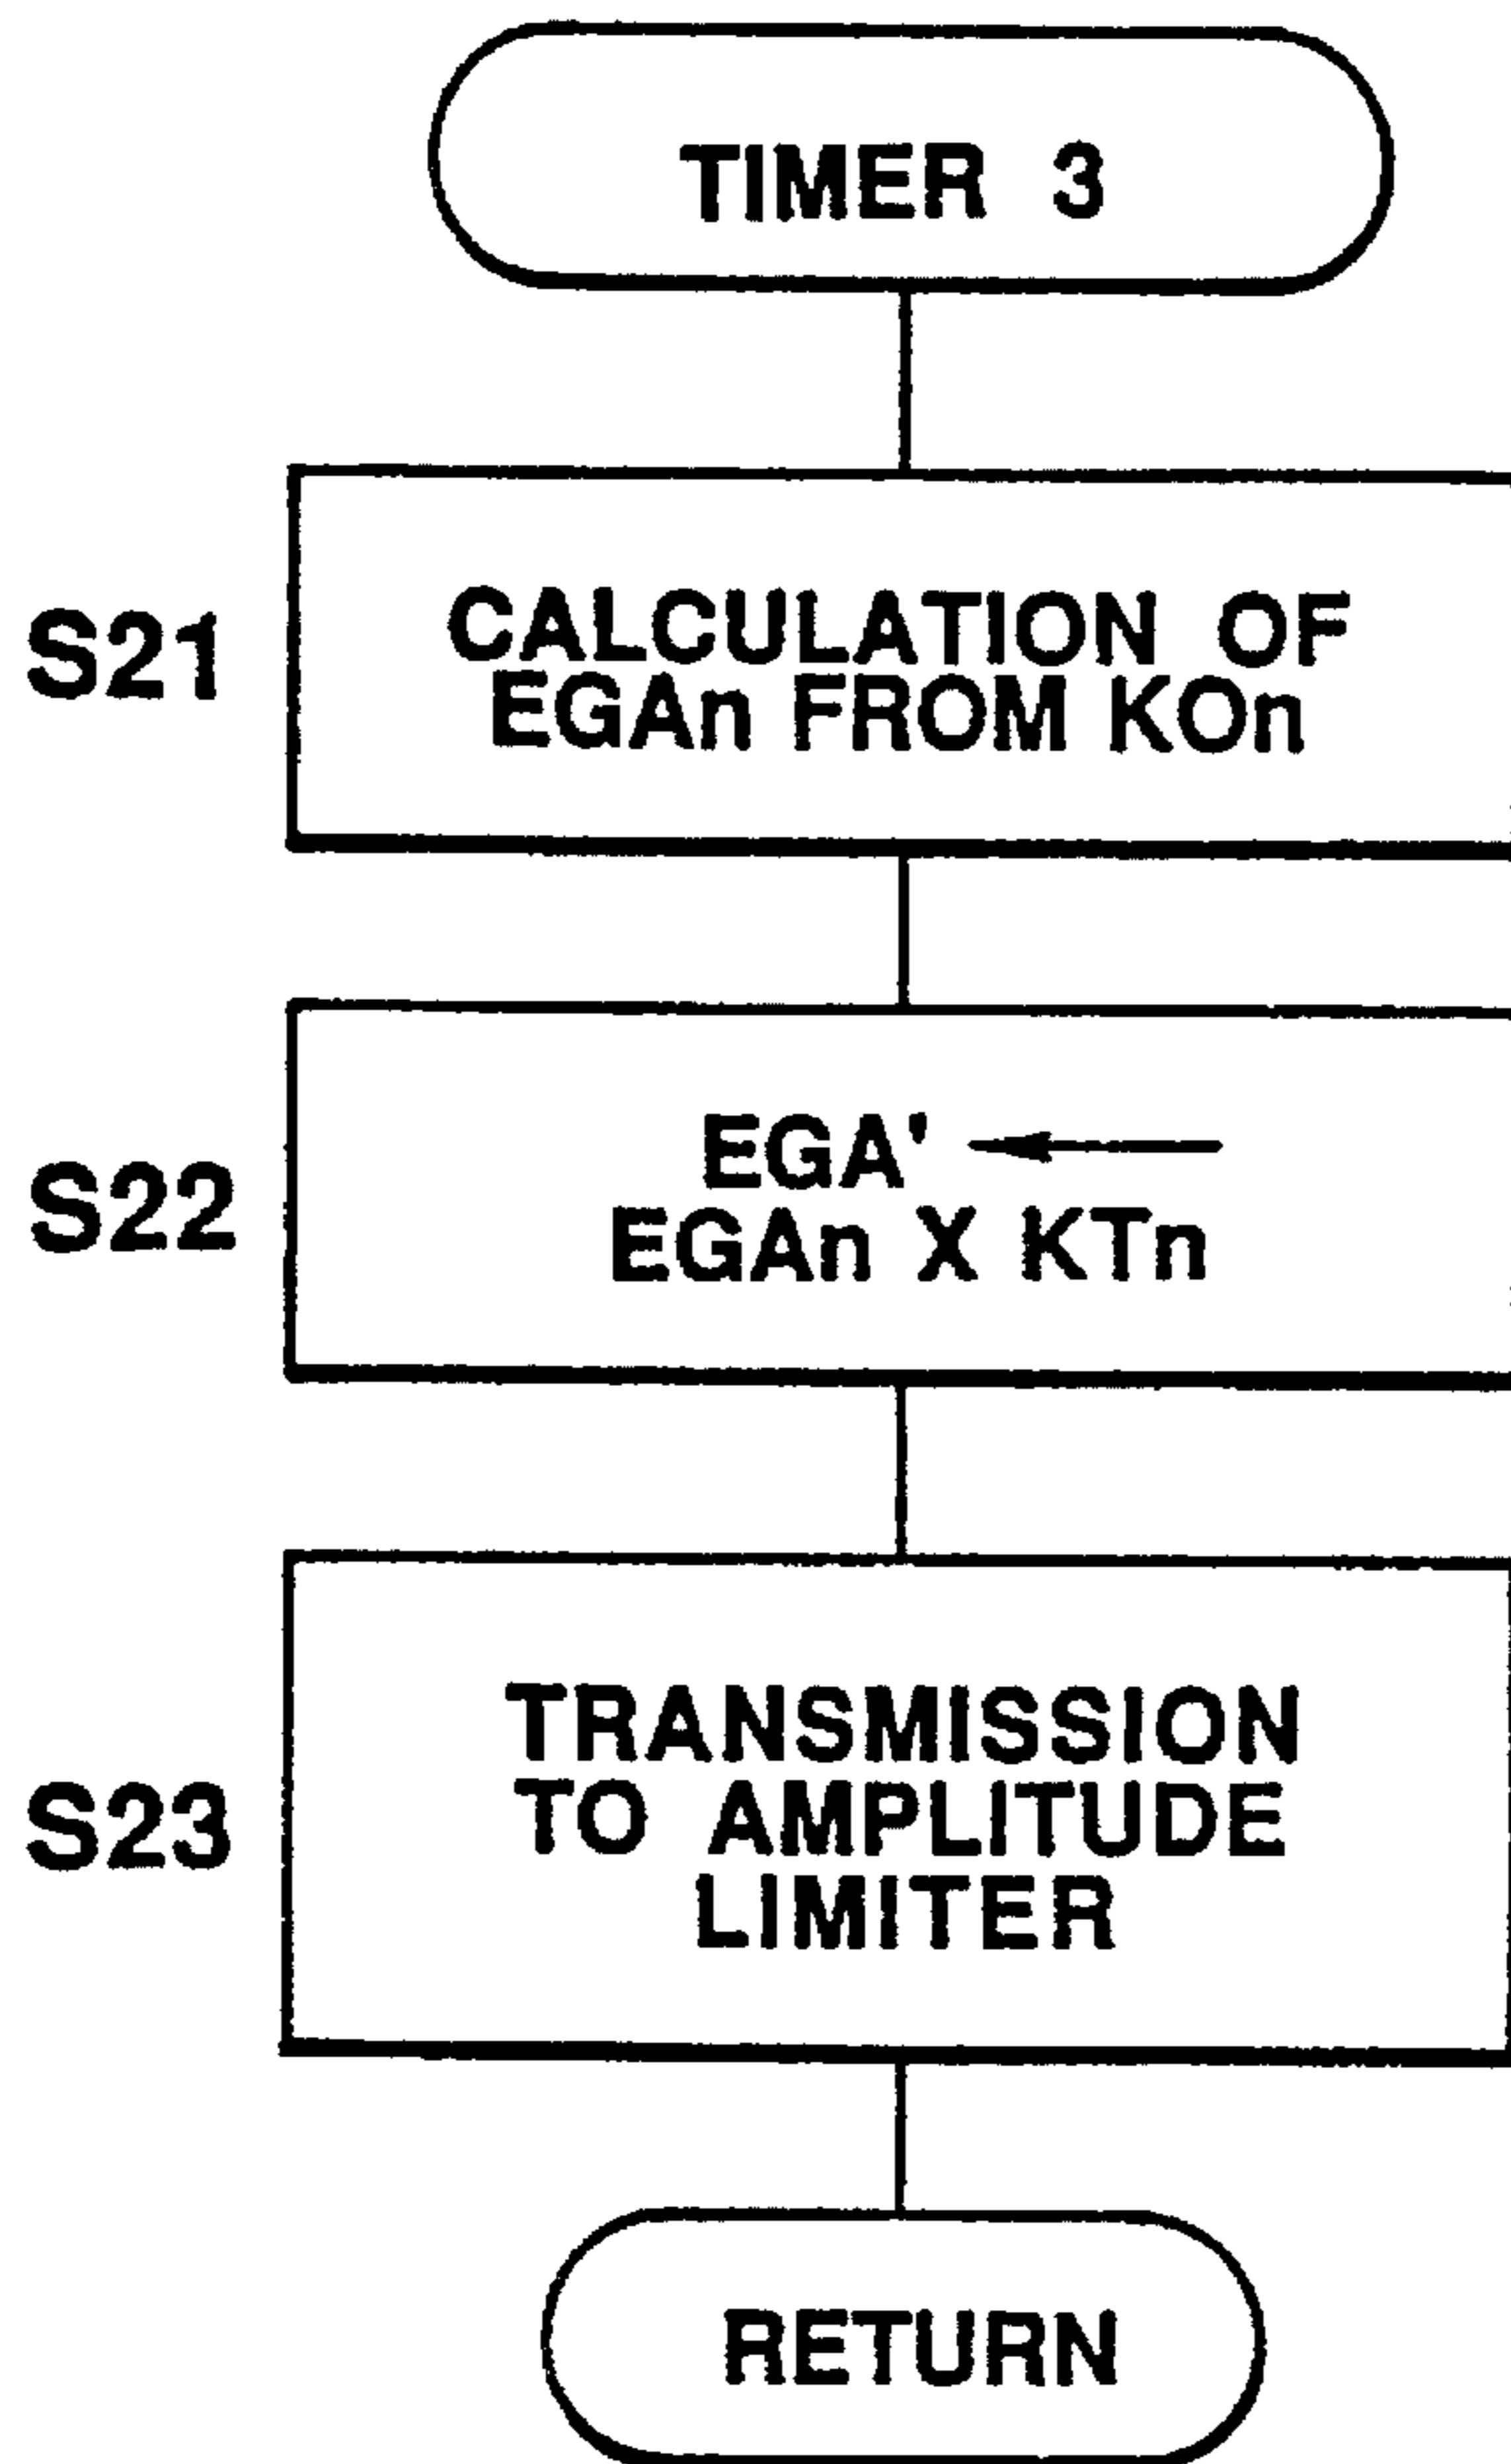 TIMER 3
S21
CALCULATION OF
EGAn FROM KOn
S22
EGA' ←
EGAn X KTn
S23
TRANSMISSION
TO AMPLITUDE
LIMITER
RETURN